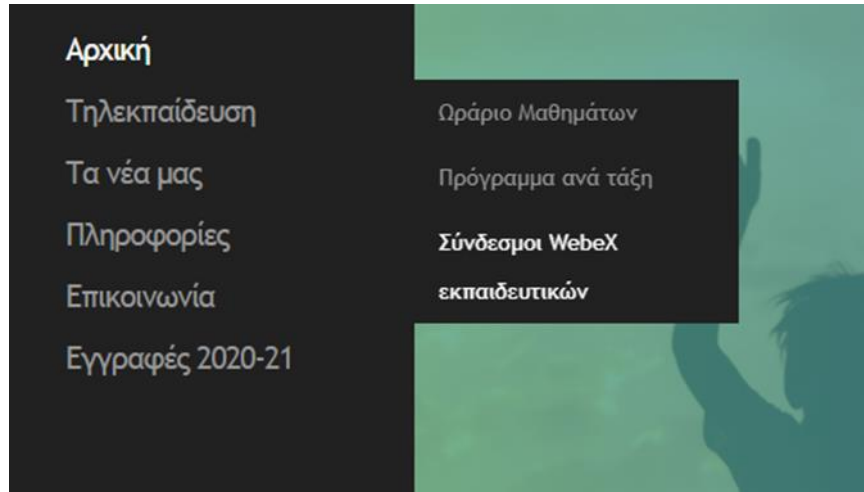 Αρχική
Τηλεκπαίδευση
Τα νέα μας
Πληροφορίες
Επικοινωνία
Εγγραφές 2020-21
Ωράριο Μαθημάτων
Πρόγραμμα ανά τάξη
Σύνδεσμοι WebeX
εκπαιδευτικών